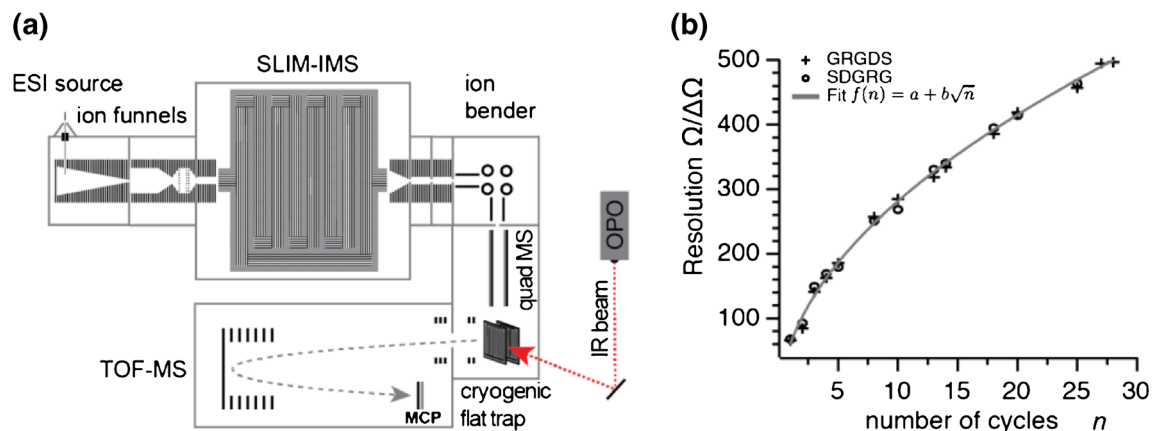 (a)
ESI source
ion funnels
SLIM-IMS
ion
bender
quad MS
OPO
IR beam
TOF-MS
MCP
cryogenic
flat trap
(b)
GRGDS
SDGRG
Fit f(n) = a + b√n
Resolution Ω/ΔΩ
500
400
300
200
100
5 10 15 20 25 30
number of cycles n